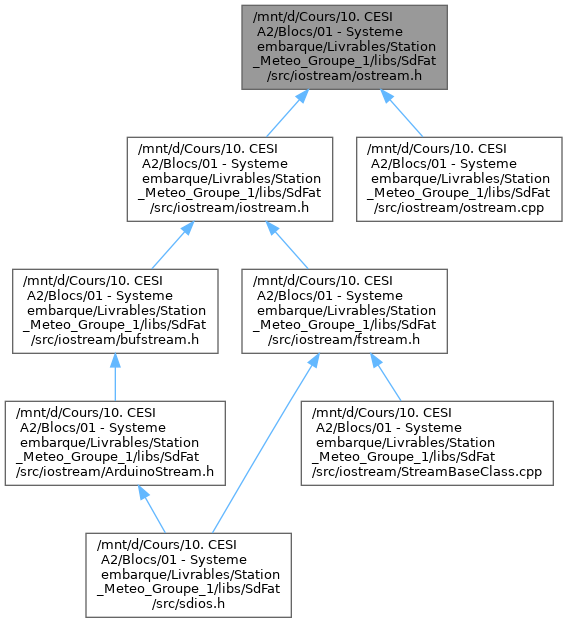 /mnt/d/Cours/10. CESI
A2/Blocs/01 - Systeme
embarque/Livrables/Station
_Meteo_Groupe_1/libs/SdFat
/src/iostream/ostream.h
/mnt/d/Cours/10. CESI
A2/Blocs/01 - Systeme
embarque/Livrables/Station
_Meteo_Groupe_1/libs/SdFat
/src/iostream/iostream.h
/mnt/d/Cours/10. CESI
A2/Blocs/01 - Systeme
embarque/Livrables/Station
_Meteo_Groupe_1/libs/SdFat
/src/iostream/ostream.cpp
/mnt/d/Cours/10. CESI
A2/Blocs/01 - Systeme
embarque/Livrables/Station
_Meteo_Groupe_1/libs/SdFat
/src/iostream/bufstream.h
/mnt/d/Cours/10. CESI
A2/Blocs/01 - Systeme
embarque/Livrables/Station
_Meteo_Groupe_1/libs/SdFat
/src/iostream/fstream.h
/mnt/d/Cours/10. CESI
A2/Blocs/01 - Systeme
embarque/Livrables/Station
_Meteo_Groupe_1/libs/SdFat
/src/iostream/ArduinoStream.h
/mnt/d/Cours/10. CESI
A2/Blocs/01 - Systeme
embarque/Livrables/Station
_Meteo_Groupe_1/libs/SdFat
/src/iostream/StreamBaseClass.cpp
/mnt/d/Cours/10. CESI
A2/Blocs/01 - Systeme
embarque/Livrables/Station
_Meteo_Groupe_1/libs/SdFat
/src/sdios.h